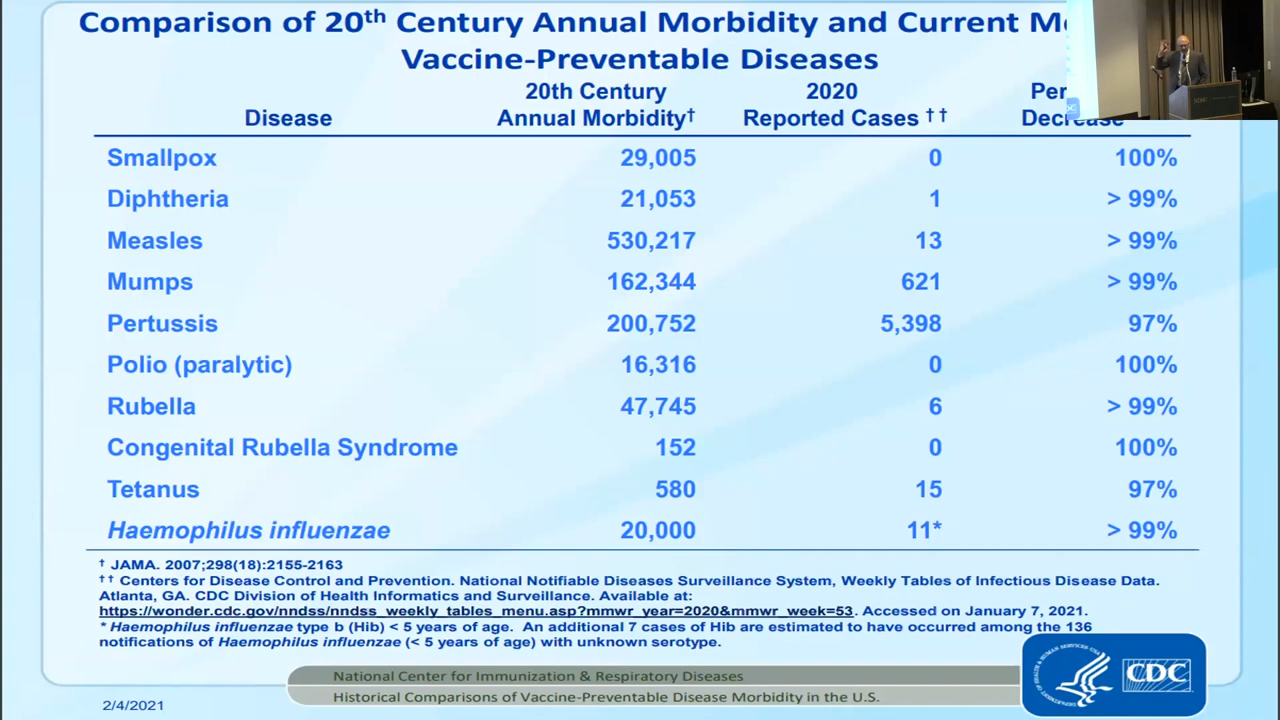 Comparison of 20th Century Annual Morbidity and Current
Vaccine-Preventable Diseases
Disease
20th Century
Annual Morbidity†
2020
Reported Cases ††
Decrease
Smallpox 29,005 0 100%
Diphtheria 21,053 1 > 99%
Measles 530,217 13 > 99%
Mumps 162,344 621 > 99%
Pertussis 200,752 5,398 97%
Polio (paralytic) 16,316 0 100%
Rubella 47,745 6 > 99%
Congenital Rubella Syndrome 152 0 100%
Tetanus 580 15 97%
Haemophilus influenzae 20,000 11* > 99%
† JAMA. 2007;298(18):2155-2163
†† Centers for Disease Control and Prevention. National Notifiable Diseases Surveillance System, Weekly Tables of Infectious Disease Data.
Atlanta, GA. CDC Division of Health Informatics and Surveillance. Available at:
https://wonder.cdc.gov/nndss/nndss_weekly_tables_menu.asp?mmwr_year=2020&mmwr_week=53. Accessed on January 7, 2021.
* Haemophilus influenzae type b (Hib) < 5 years of age. An additional 7 cases of Hib are estimated to have occurred among the 136
notifications of Haemophilus influenzae (< 5 years of age) with unknown serotype.
National Center for Immunization & Respiratory Diseases
Historical Comparisons of Vaccine-Preventable Disease Morbidity in the U.S.
CDC
2/4/2021